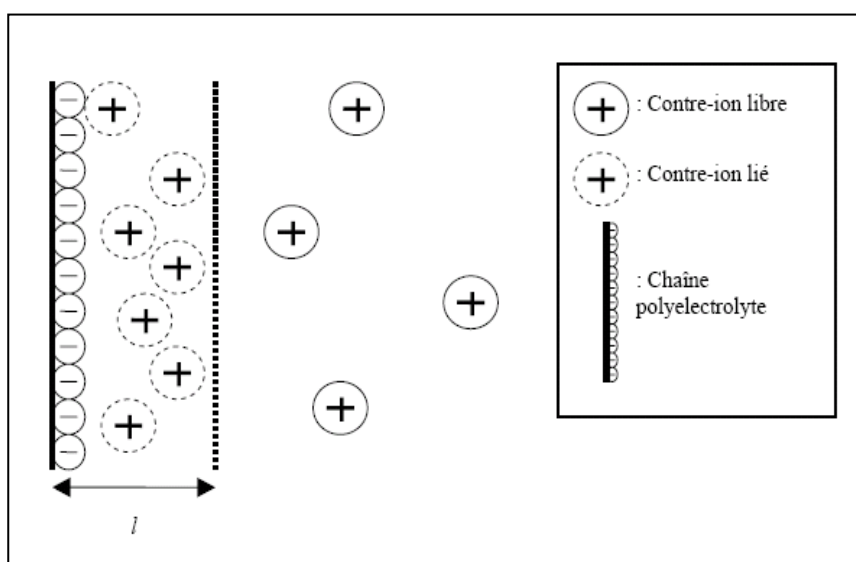 : Contre-ion libre
: Contre-ion lié
: Chaîne
polyelectrolyte
l